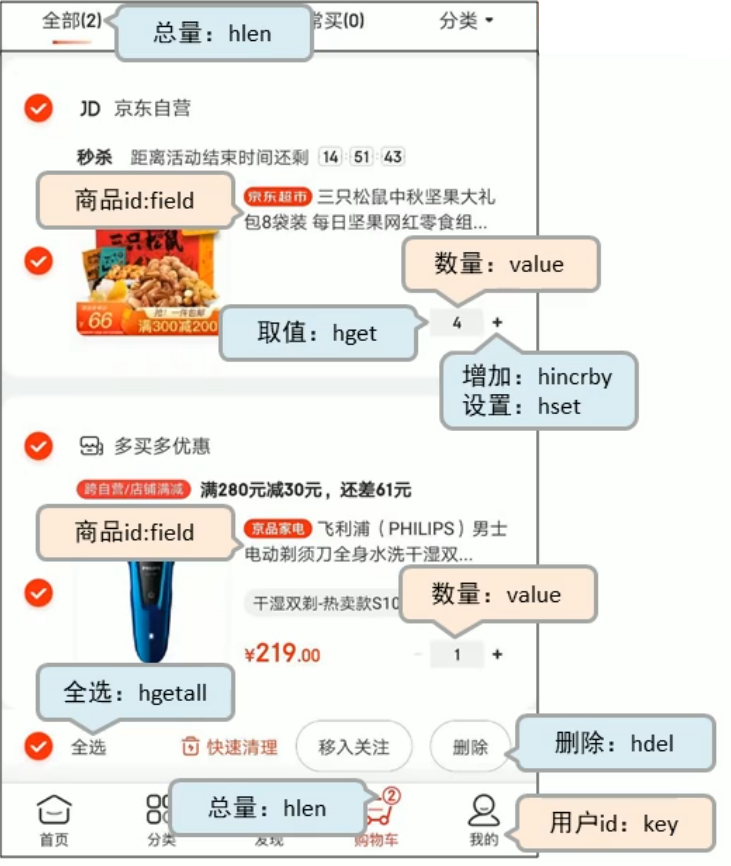 全部(2)
总量：hlen
常买(0)
分类
JD 京东自营
秒杀 距离活动结束时间还剩 14:51:43
商品id:field
京东超市 三只松鼠中秋坚果大礼
包8袋装 每日坚果网红零食组...
三只松鼠
数量：value
¥66
抢! 一件包邮
满300减200
取值：hget
4 +
增加：hincrby
设置：hset
多买多优惠
跨自营/店铺满减 满280元减30元，还差61元
商品id:field
京品家电 飞利浦（PHILIPS）男士
电动剃须刀全身水洗干湿双...
PHILIPS
干湿双剃-热卖款S10
数量：value
¥219.00
- 1 +
全选：hgetall
全选
快速清理
移入关注
删除
删除：hdel
总量：hlen
2
用户id：key
首页
分类
发现
购物车
我的